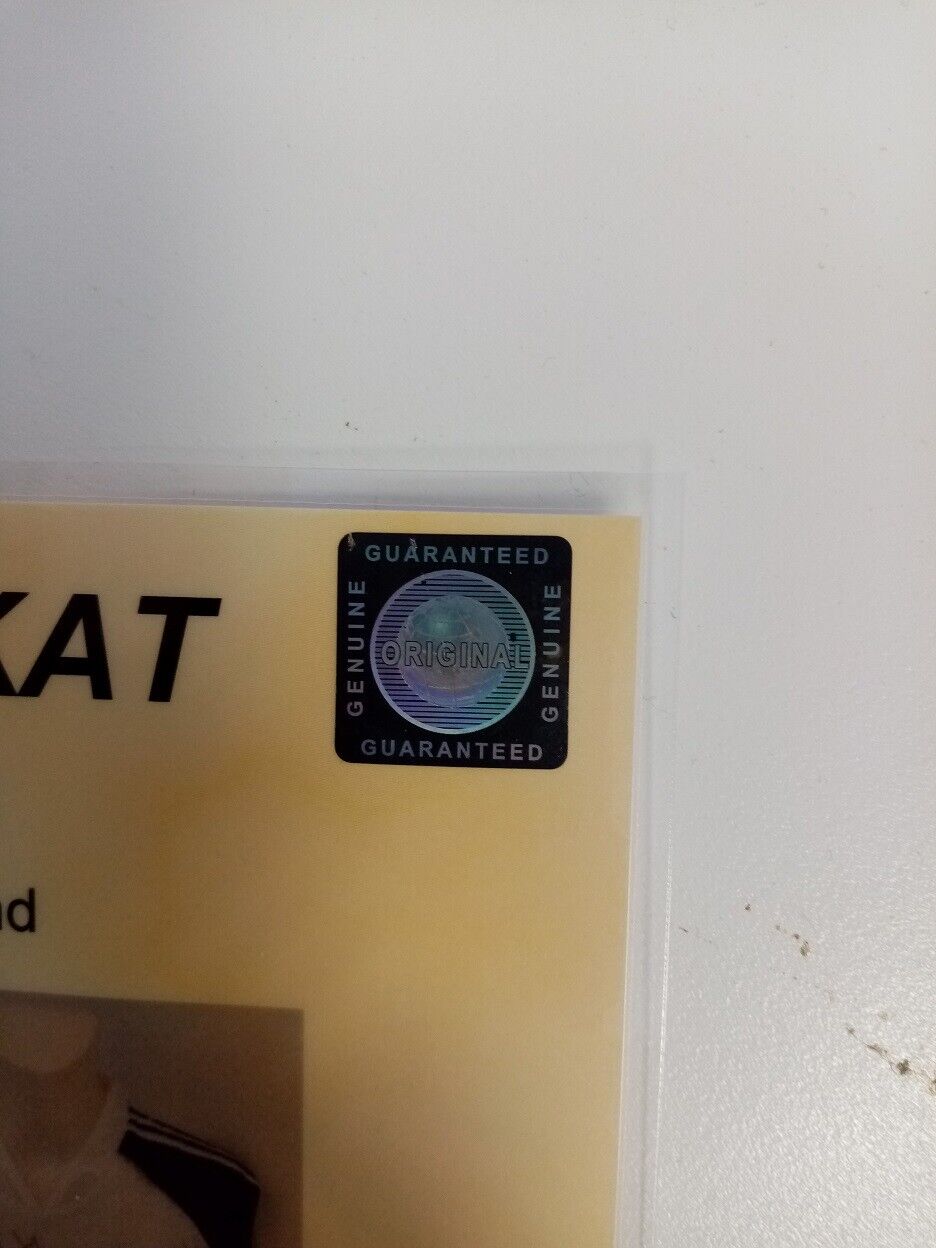 GUARANTEED
GENUINE
ORIGINAL
GENUINE
GUARANTEED
KAT
nd